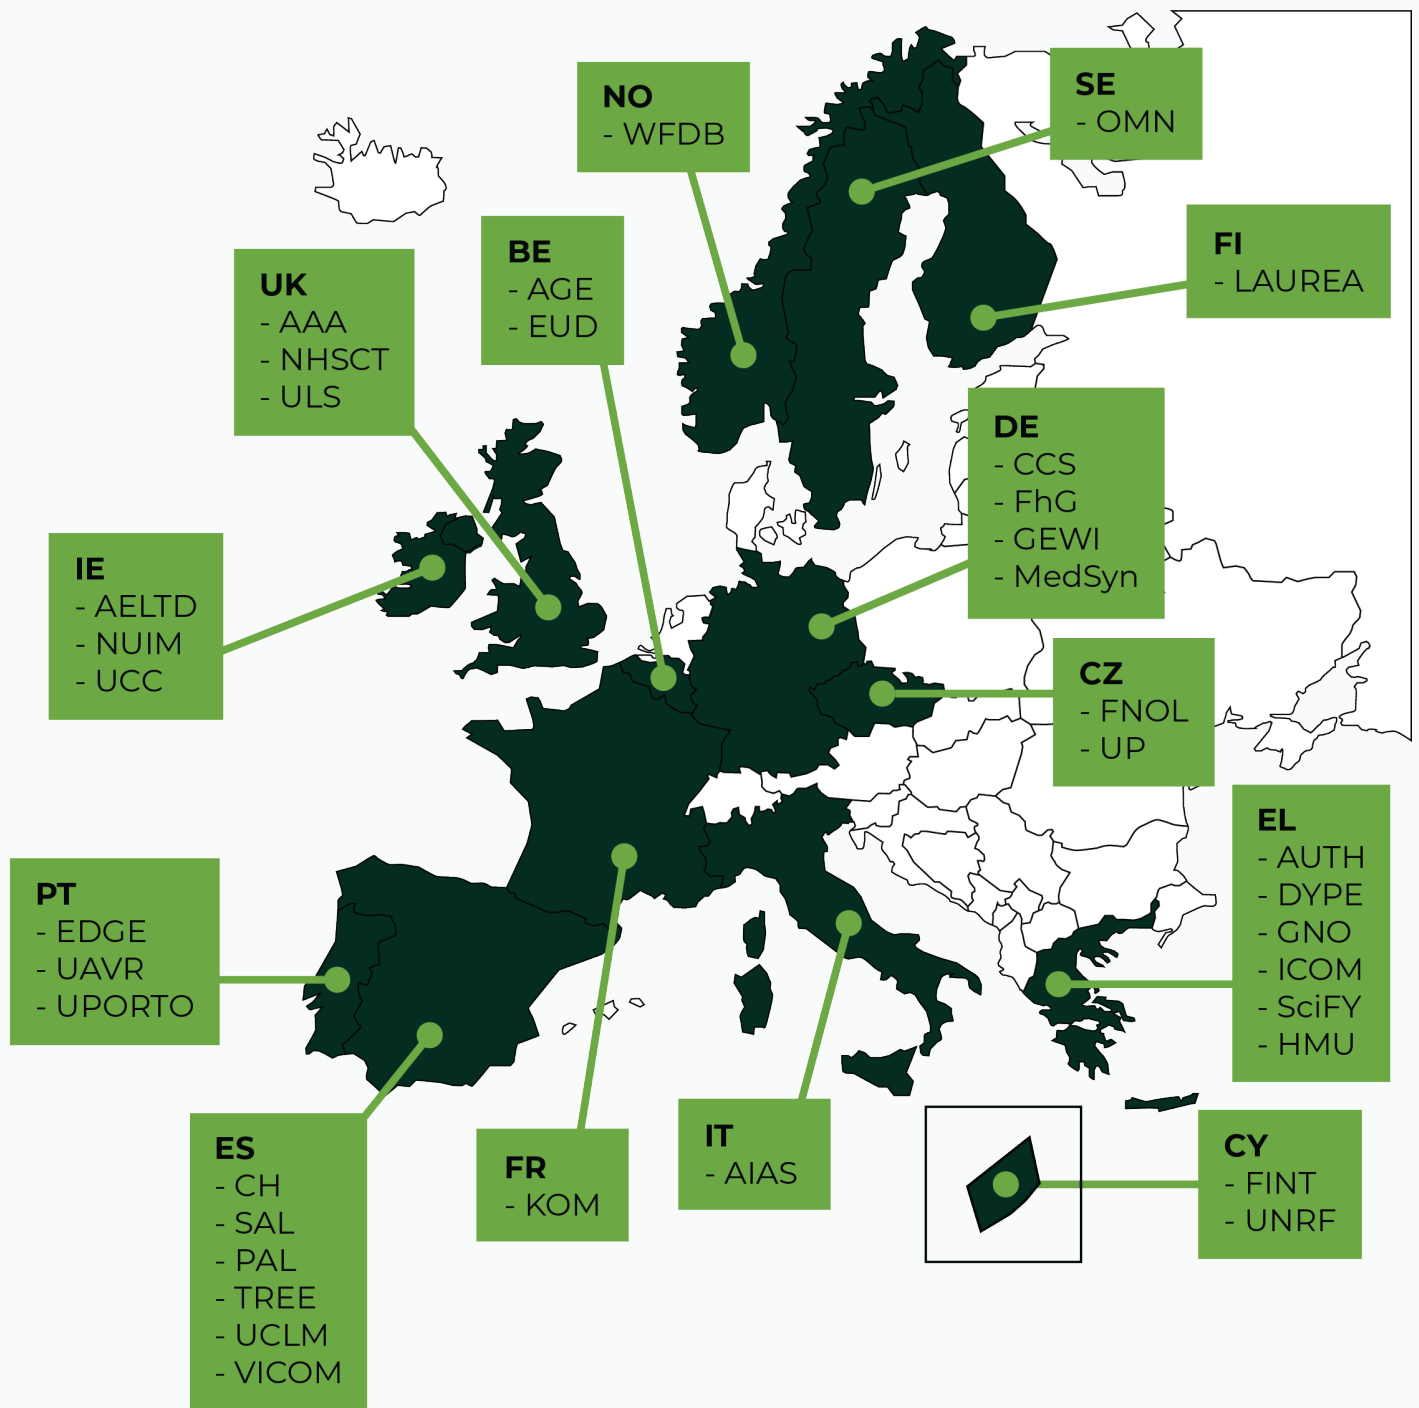 SE
- OMN
NO
- WFDB
FI
- LAUREA
BE
- AGE
- EUD
UK
- AAA
- NHSCT
- ULS
DE
- CCS
- FhG
- GEWI
- MedSyn
IE
- AELTD
- NUIM
- UCC
CZ
- FNOL
- UP
EL
- AUTH
- DYPE
- GNO
- ICOM
- SciFY
- HMU
PT
- EDGE
- UAVR
- UPORTO
ES
- CH
- SAL
- PAL
- TREE
- UCLM
- VICOM
FR
- KOM
IT
- AIAS
CY
- FINT
- UNRF